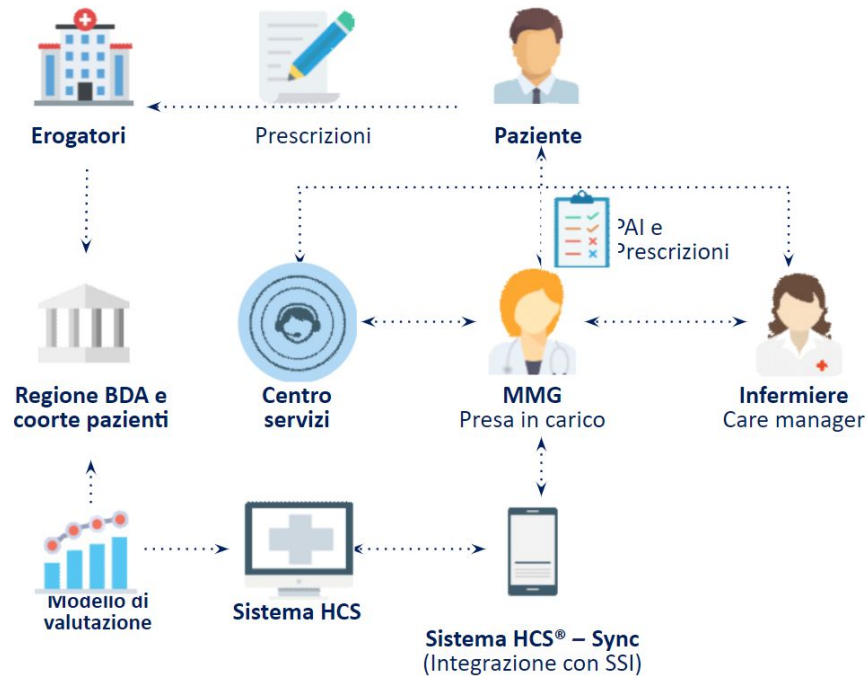 Erogatori
Prescrizioni
Paziente
PAI e
Prescrizioni
Regione BDA e
coorte pazienti
Centro
servizi
MMG
Presa in carico
Infermiere
Care manager
Modello di
valutazione
Sistema HCS
Sistema HCS® – Sync
(Integrazione con SSI)